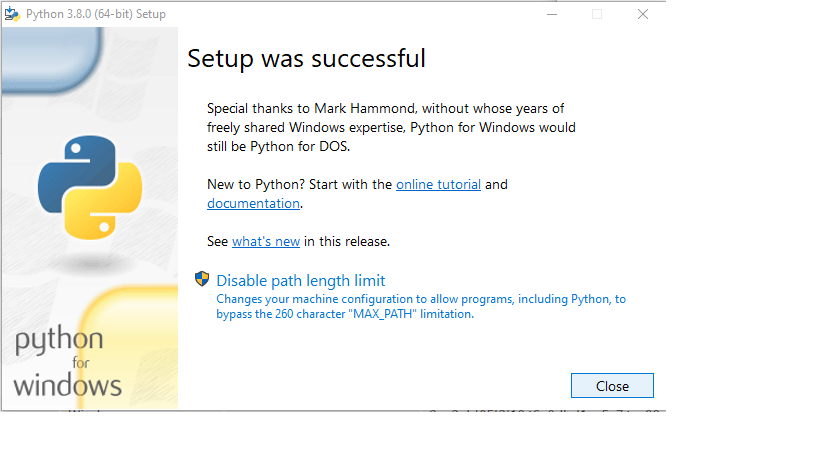 Python 3.8.0 (64-bit) Setup
Setup was successful
Special thanks to Mark Hammond, without whose years of
freely shared Windows expertise, Python for Windows would
still be Python for DOS.
New to Python? Start with the online tutorial and
documentation.
See what's new in this release.
Disable path length limit
Changes your machine configuration to allow programs, including Python, to
bypass the 260 character "MAX_PATH" limitation.
python
for
windows
Close